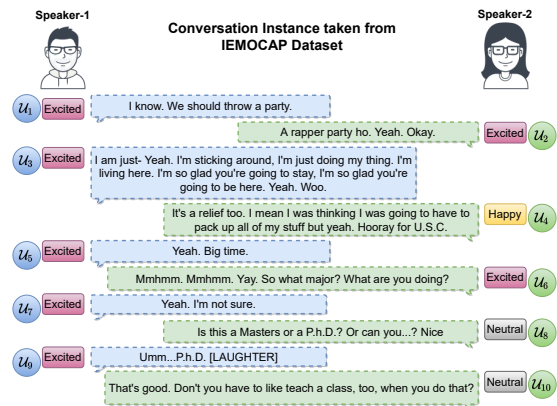 Speaker-1
Conversation Instance taken from
IEMOCAP Dataset
Speaker-2
U1 Excited I know. We should throw a party.
A rapper party ho. Yeah. Okay. Excited U2
U3 Excited I am just- Yeah. I'm sticking around, I'm just doing my thing. I'm
living here. I'm so glad you're going to stay, I'm so glad you're
going to be here. Yeah. Woo.
It's a relief too. I mean I was thinking I was going to have to
pack up all of my stuff but yeah. Hooray for U.S.C. Happy U4
U5 Excited Yeah. Big time.
Mmhmm. Mmhmm. Yay. So what major? What are you doing? Excited U6
U7 Excited Yeah. I'm not sure.
Is this a Masters or a P.h.D.? Or can you...? Nice Neutral U8
U9 Excited Umm...P.h.D. [LAUGHTER]
That's good. Don't you have to like teach a class, too, when you do that? Neutral U10